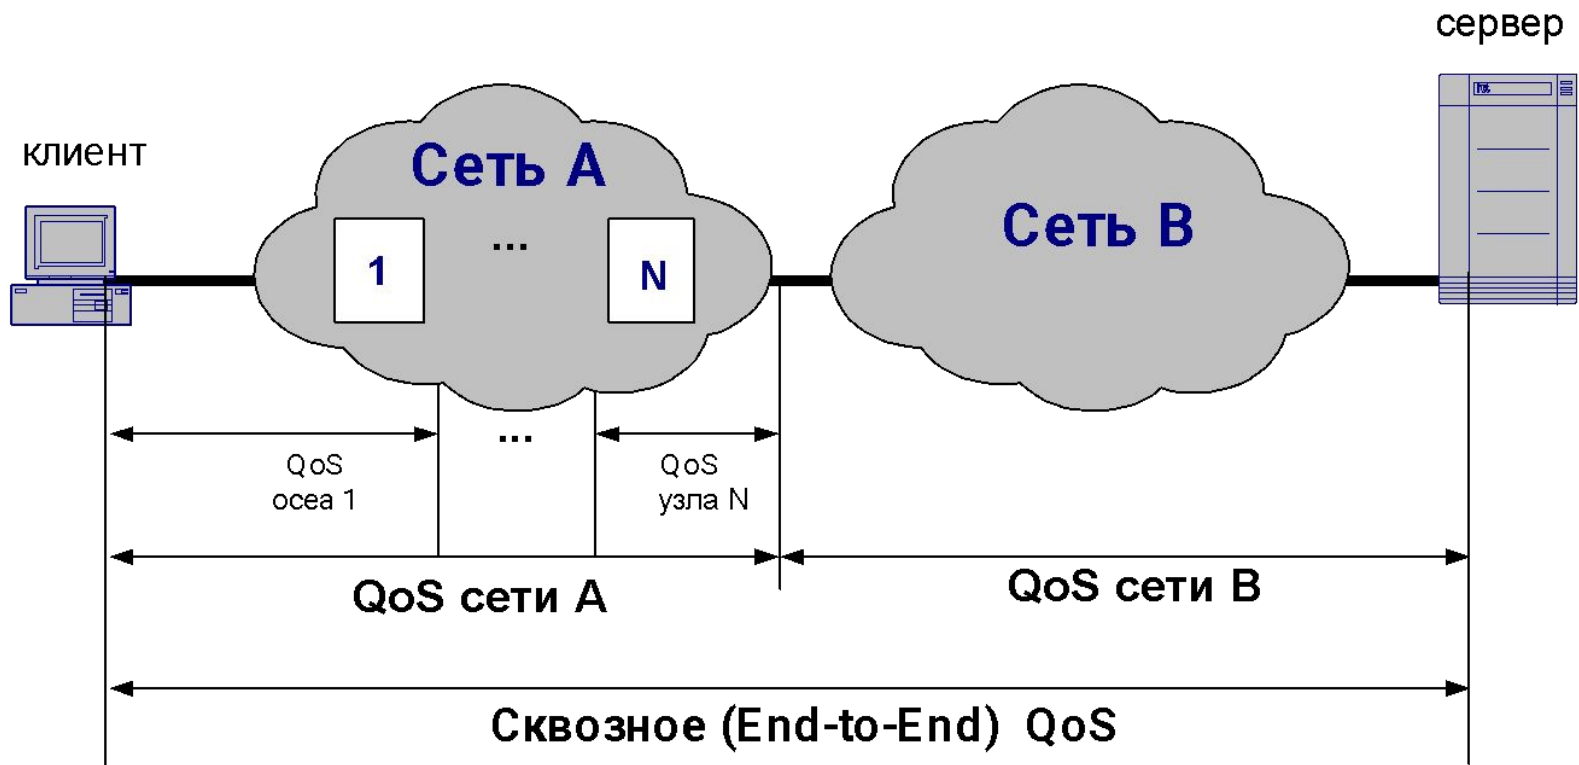 сервер
клиент
Сеть A
Сеть B
1
...
N
...
QoS
осеа 1
QoS
узла N
QoS сети A
QoS сети B
Сквозное (End-to-End) QoS